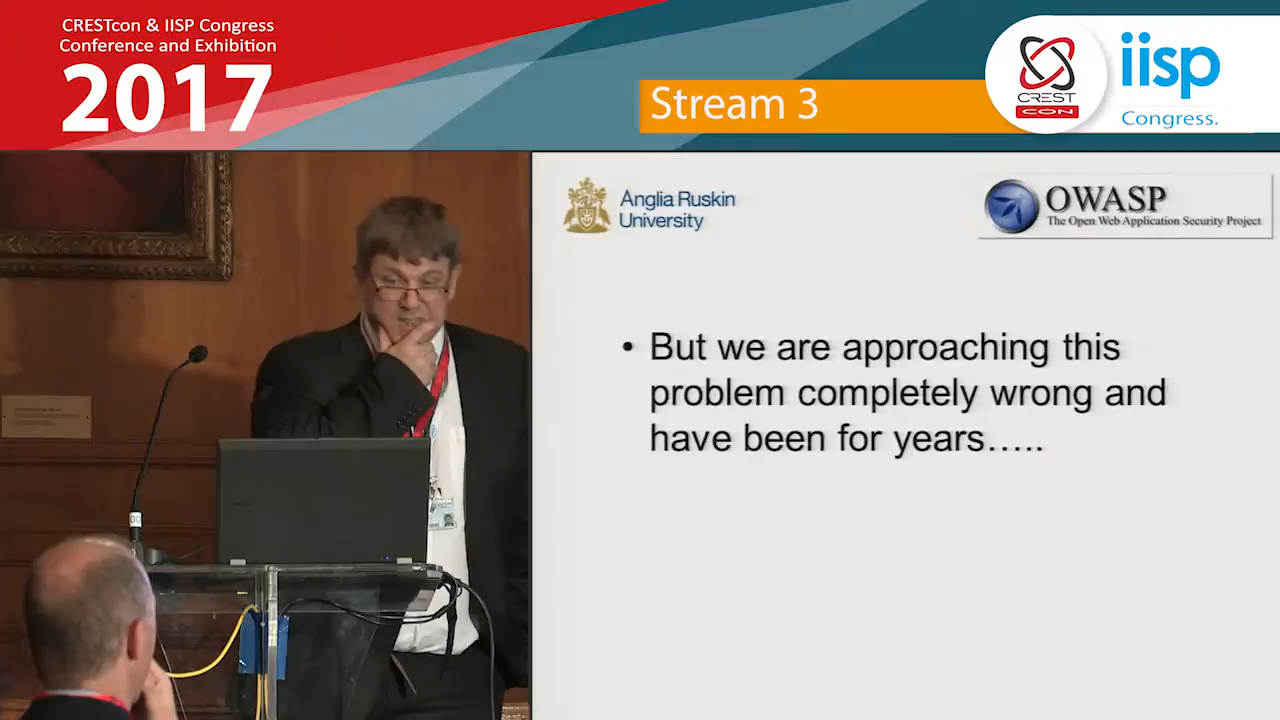 CRESTcon & IISP Congress
Conference and Exhibition
2017
Stream 3
CREST
CON
iisp
Congress.
Anglia Ruskin
University
OWASP
The Open Web Application Security Project
• But we are approaching this
problem completely wrong and
have been for years…..